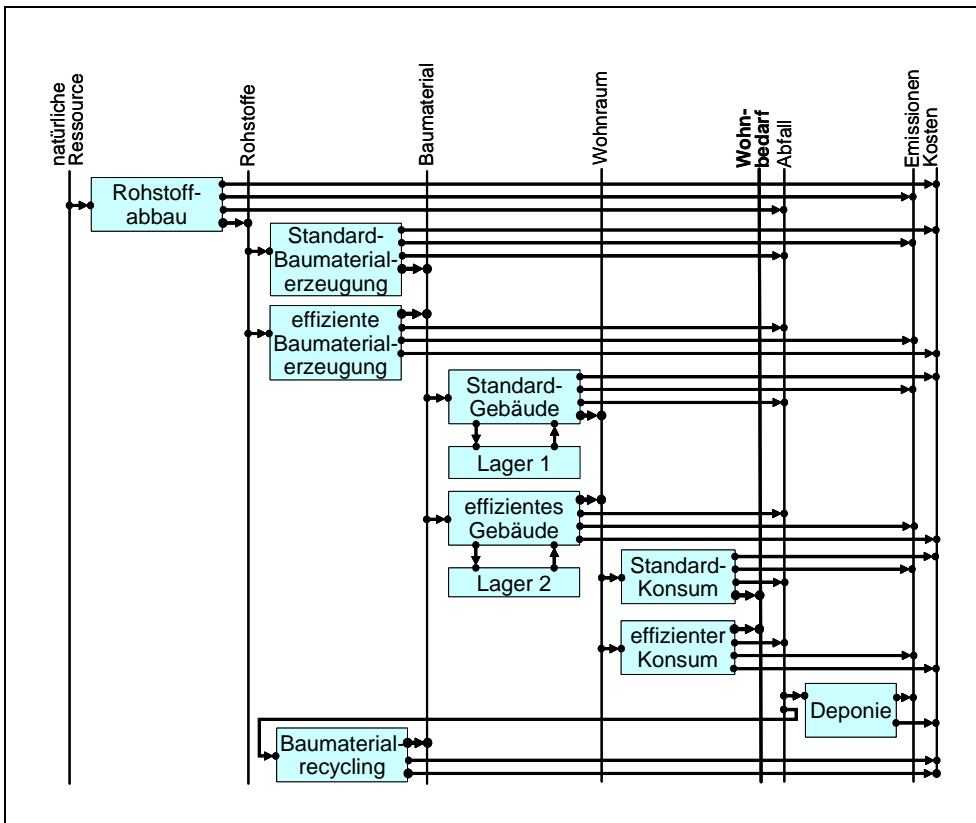 natürliche
Ressource
Rohstoffe
Baumaterial
Wohnraum
Wohn-
bedarf
Abfall
Emissionen
Kosten
Rohstoff-
abbau
Standard-
Baumaterial-
erzeugung
effiziente
Baumaterial-
erzeugung
Standard-
Gebäude
Lager 1
effizientes
Gebäude
Lager 2
Standard-
Konsum
effizienter
Konsum
Deponie
Baumaterial-
recycling